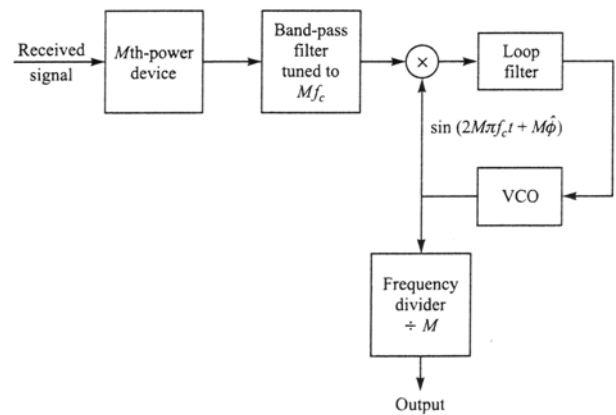 Received
signal
Mth-power
device
Band-pass
filter
tuned to
Mf_c
×
Loop
filter
sin (2Mπf_ct + Mϕ̂)
VCO
Frequency
divider
÷ M
Output